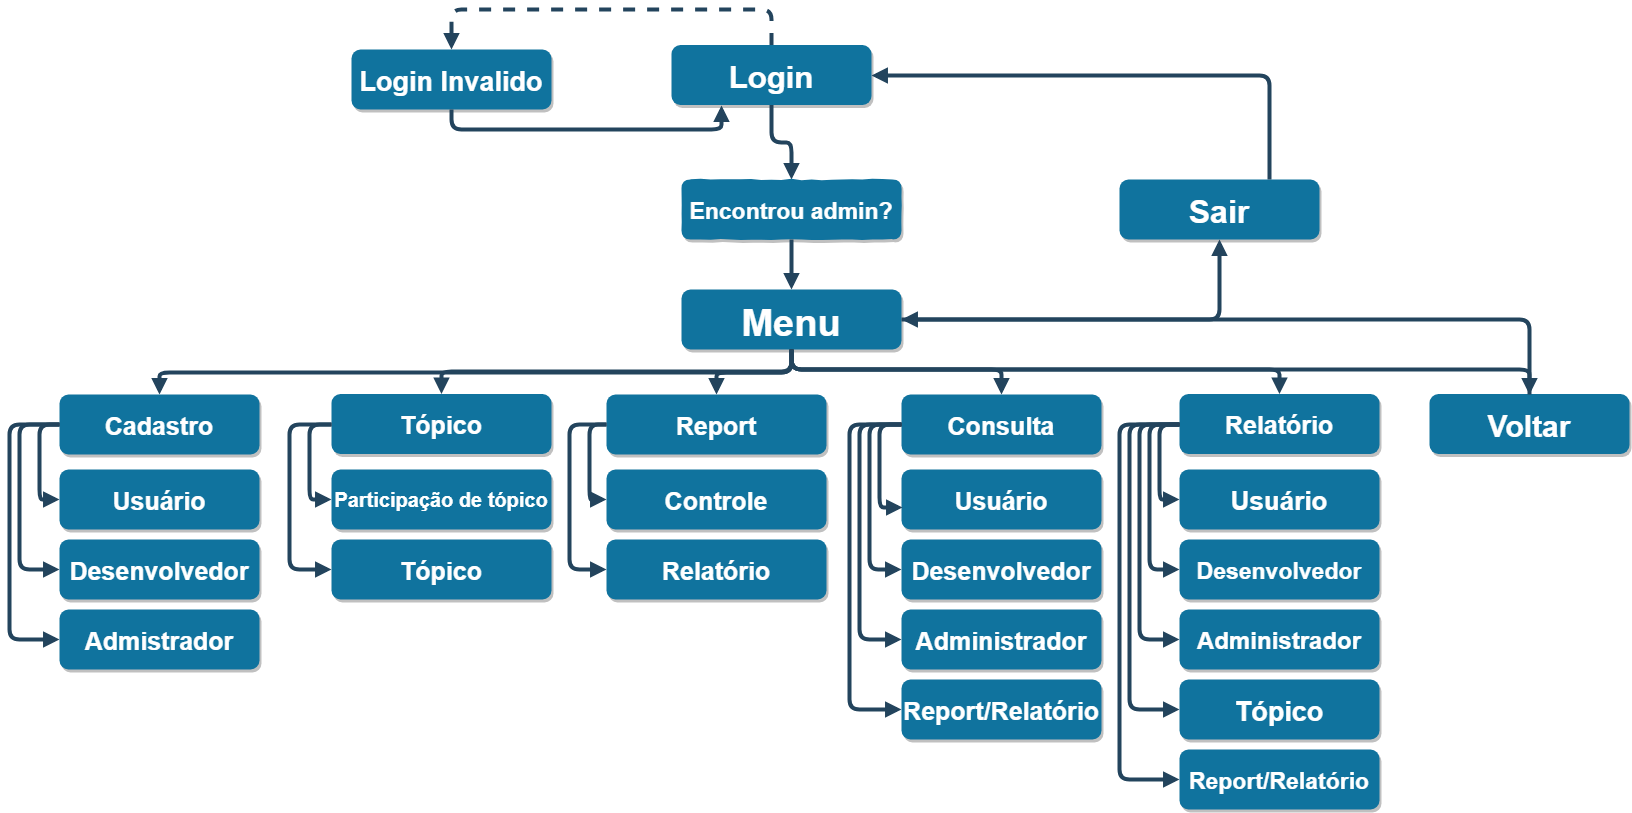 Login Invalido
Login
Encontrou admin?
Sair
Menu
Cadastro
Usuário
Desenvolvedor
Admistrador
Tópico
Participação de tópico
Tópico
Report
Controle
Relatório
Consulta
Usuário
Desenvolvedor
Administrador
Report/Relatório
Relatório
Usuário
Desenvolvedor
Administrador
Tópico
Report/Relatório
Voltar